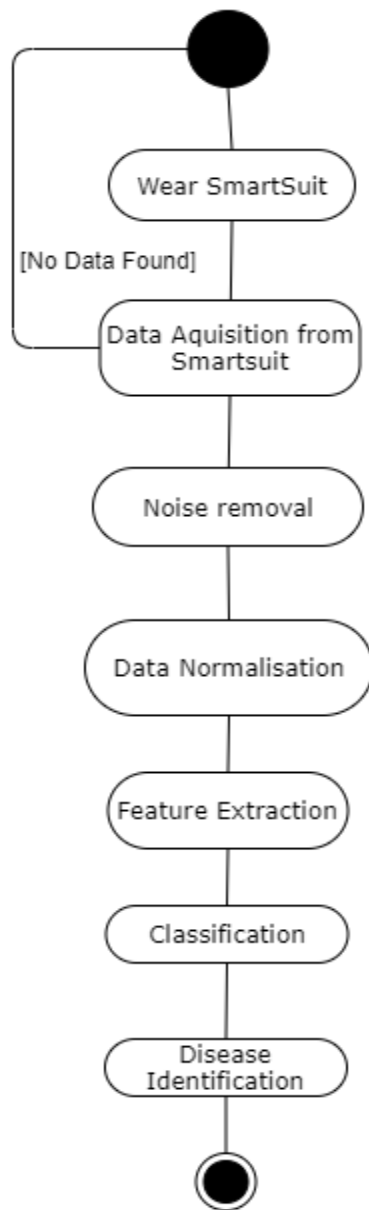 Wear SmartSuit
[No Data Found]
Data Aquisition from
Smartsuit
Noise removal
Data Normalisation
Feature Extraction
Classification
Disease
Identification